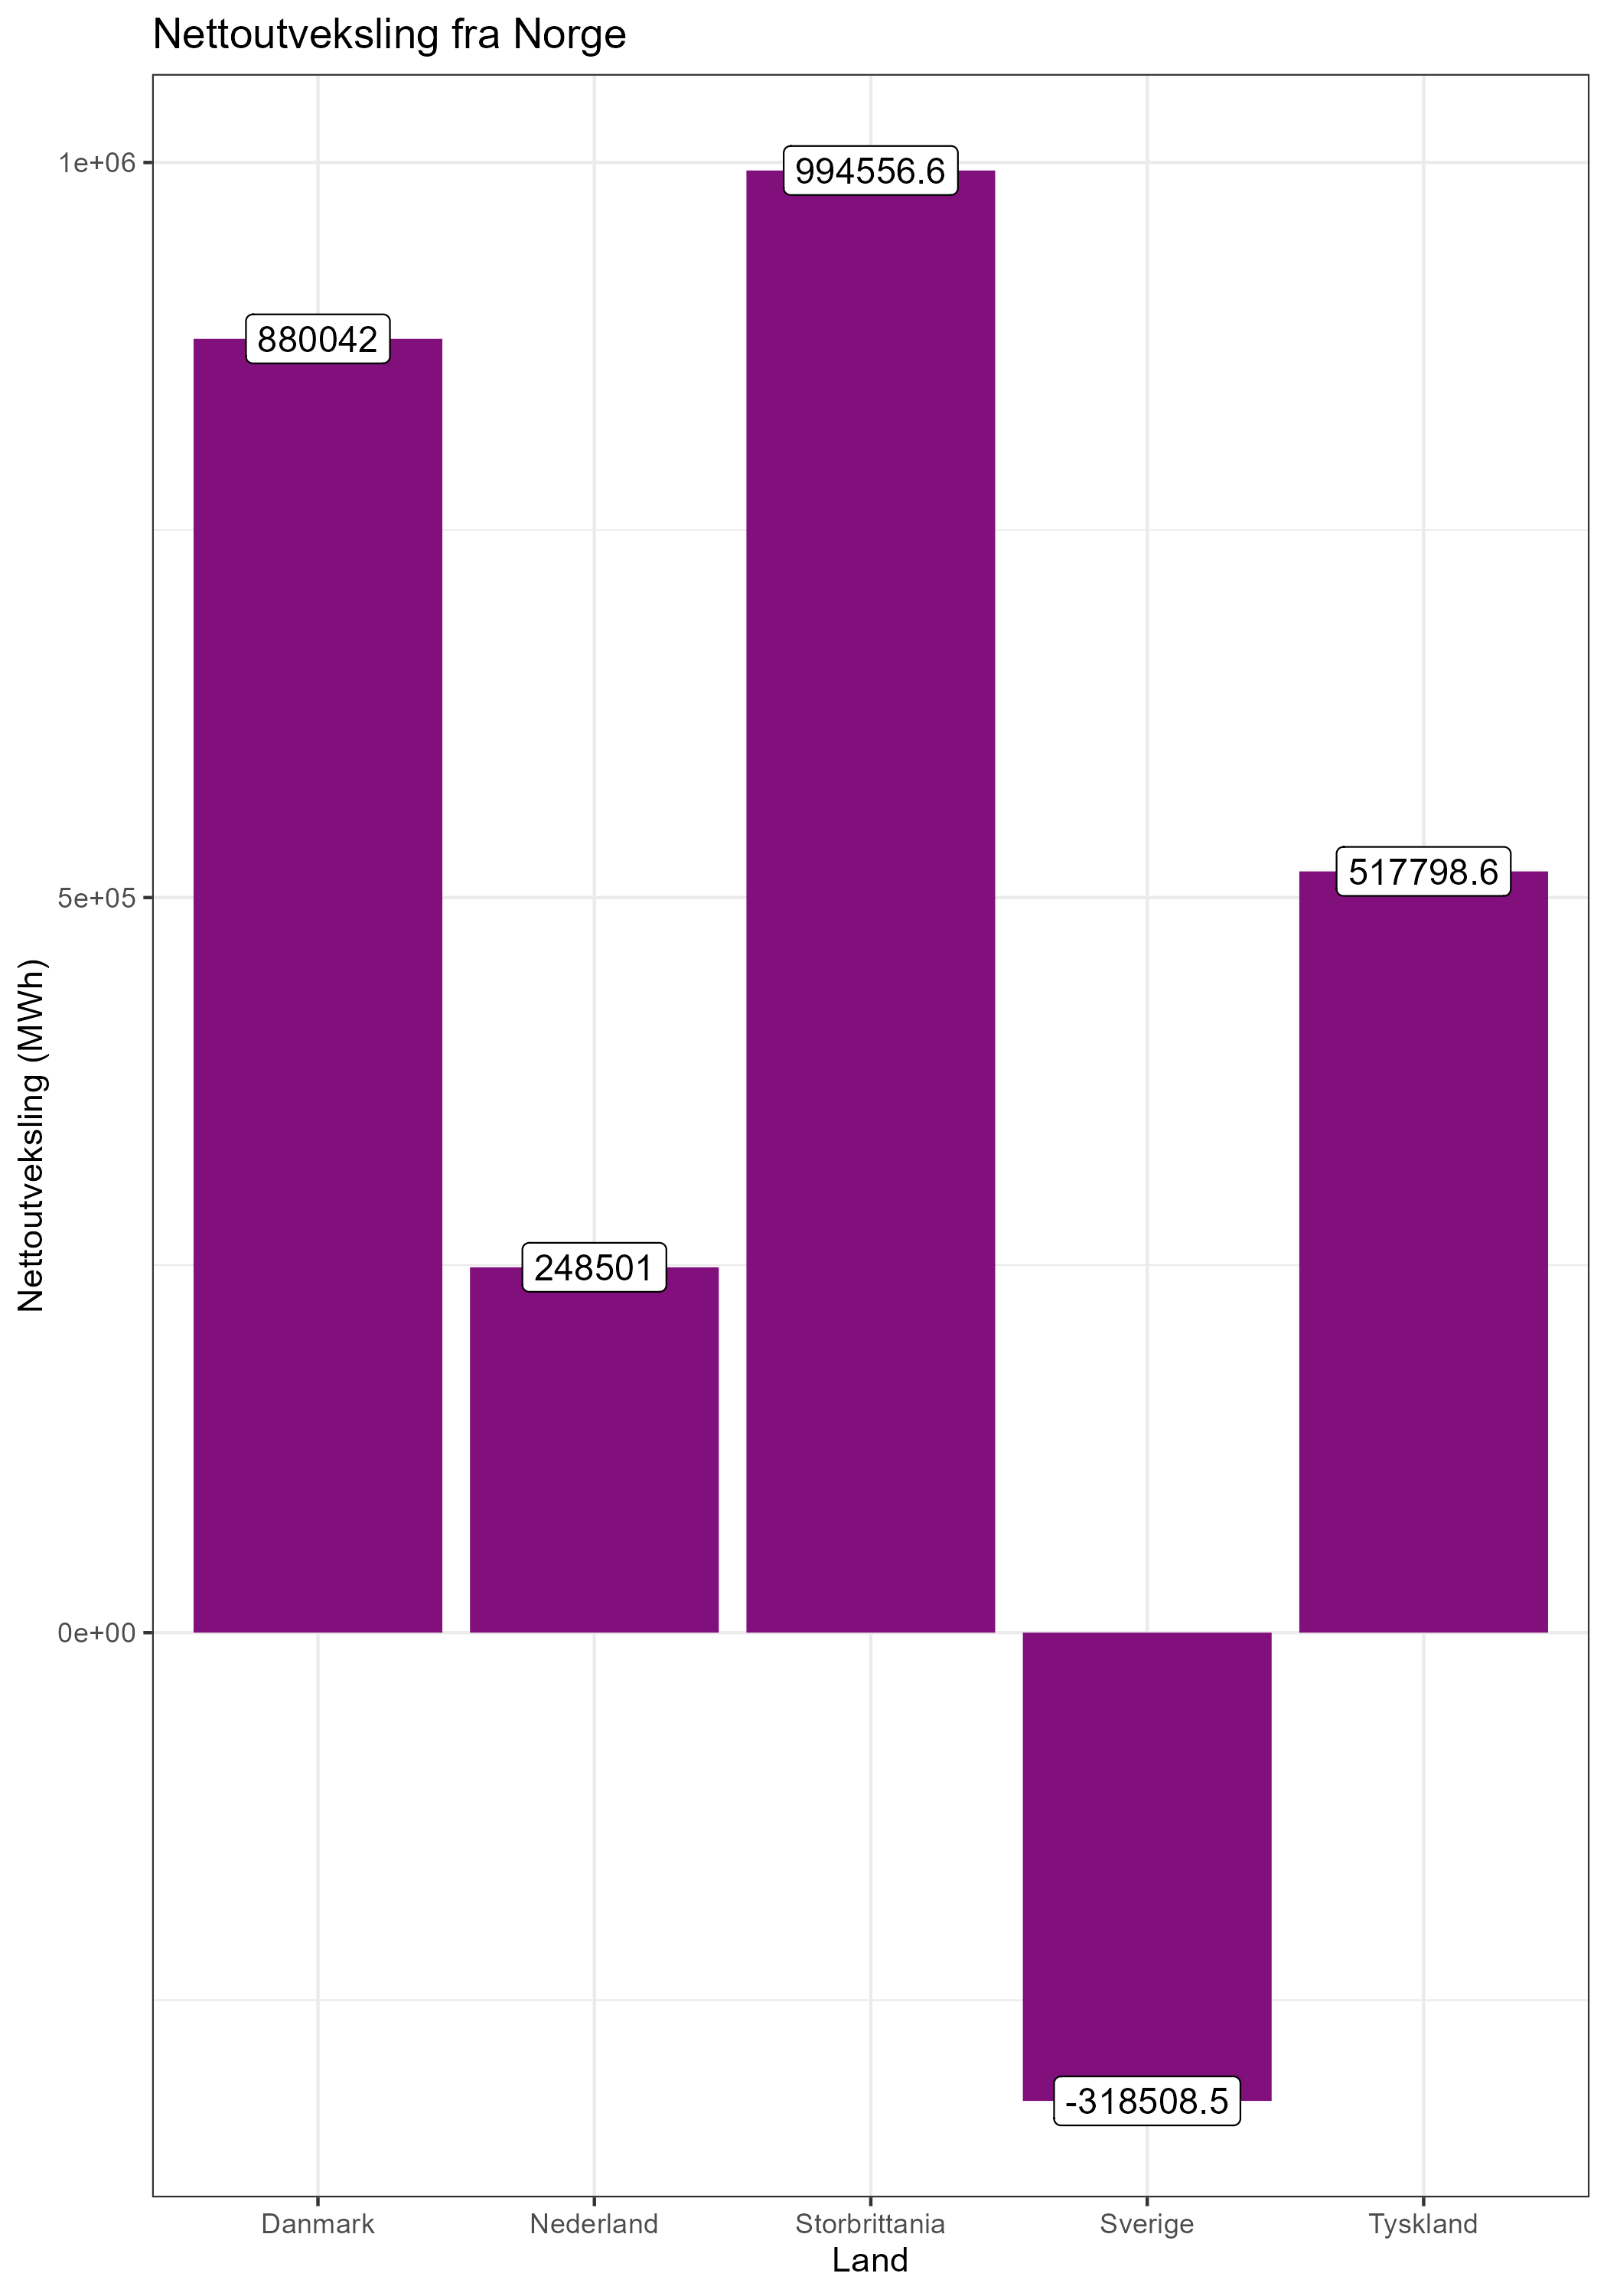 Nettoutveksling fra Norge
Nettoutveksling (MWh)
1e+06
5e+05
0e+00
880042
248501
994556.6
-318508.5
517798.6
Danmark
Nederland
Storbrittania
Sverige
Tyskland
Land